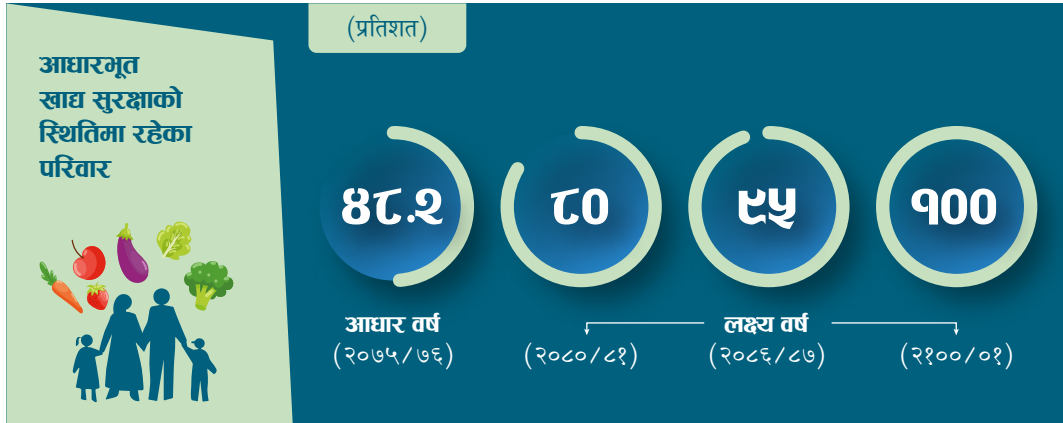 (प्रतिशत)
आधारभूत
खाद्य सुरक्षाको
स्थितिमा रहेका
परिवार
४८.२
८०
९५
१००
आधार वर्ष
लक्ष्य वर्ष
(२०७५/७६)
(२०८०/८१)
(२०८६/८७)
(२१००/०१)